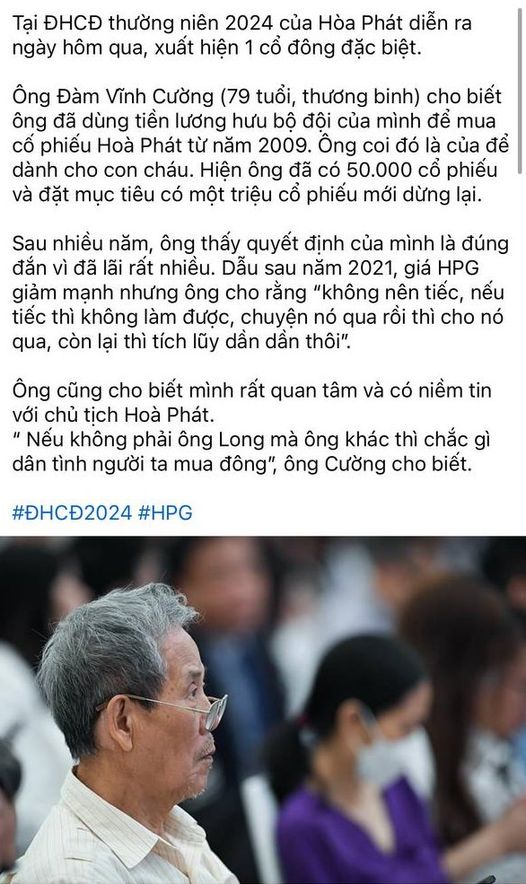 Tại ĐHCĐ thường niên 2024 của Hòa Phát diễn ra
ngày hôm qua, xuất hiện 1 cổ đông đặc biệt.
Ông Đàm Vĩnh Cường (79 tuổi, thương binh) cho biết
ông đã dùng tiền lương hưu bộ đội của mình để mua
cổ phiếu Hoà Phát từ năm 2009. Ông coi đó là của để
dành cho con cháu. Hiện ông đã có 50.000 cổ phiếu
và đặt mục tiêu có một triệu cổ phiếu mới dừng lại.
Sau nhiều năm, ông thấy quyết định của mình là đúng
đắn vì đã lãi rất nhiều. Dẫu sau năm 2021, giá HPG
giảm mạnh nhưng ông cho rằng “không nên tiếc, nếu
tiếc thì không làm được, chuyện nó qua rồi thì cho nó
qua, còn lại thì tích lũy dần dần thôi”.
Ông cũng cho biết mình rất quan tâm và có niềm tin
với chủ tịch Hoà Phát.
“ Nếu không phải ông Long mà ông khác thì chắc gì
dân tình người ta mua đông”, ông Cường cho biết.
#ĐHCĐ2024 #HPG